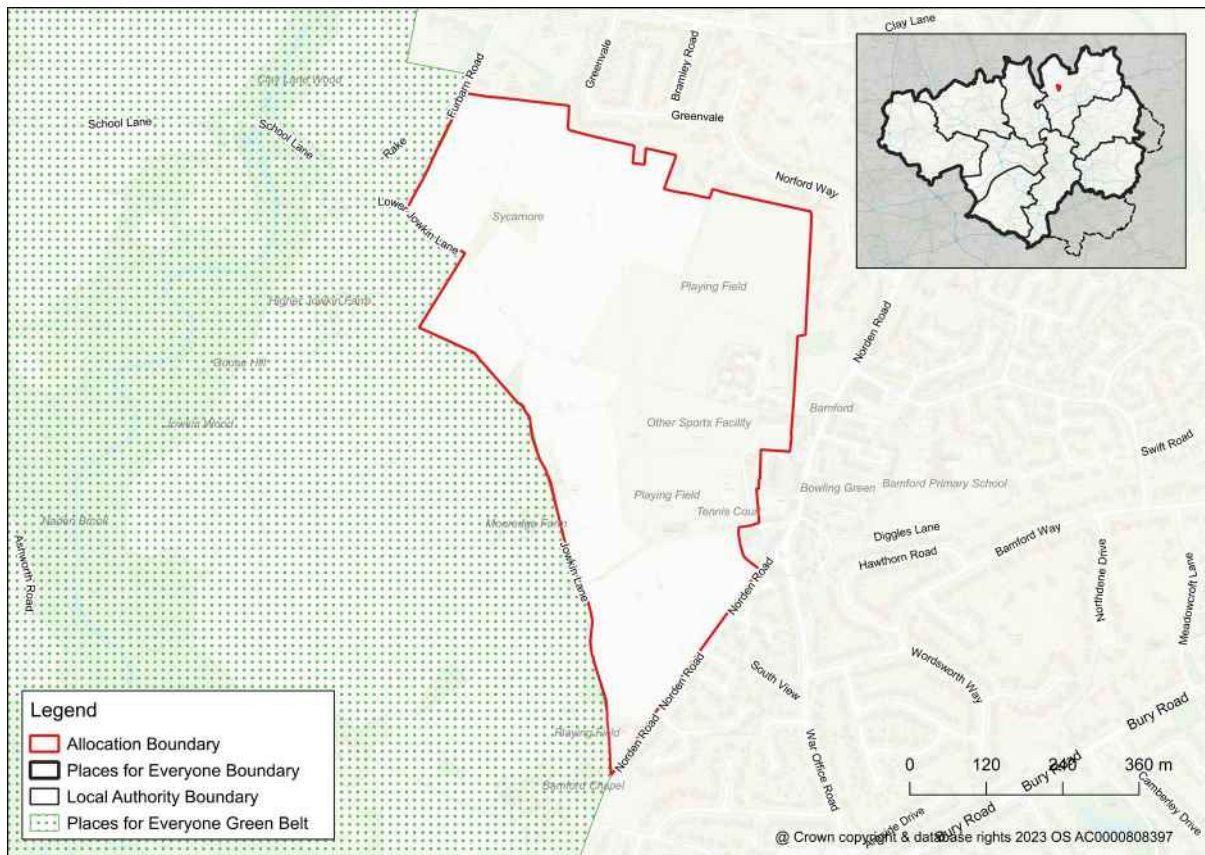 Clay Lane
Clay Lane Wood
Furbarn Road
Greenvale
Bramley Road
Greenvale
School Lane
School Lane
Rake
Norford Way
Lower Jowkin Lane
Sycamore
Playing Field
Higher Jowkin Farm
Norden Road
Goose Hill
Bamford
Jowkin Wood
Other Sports Facility
Swift Road
Bowling Green
Bamford Primary School
Playing Field
Tennis Court
Naden Brook
Mooredge Farm
Diggles Lane
Hawthorn Road
Bamford Way
Ashworth Road
Jowkin Lane
Norden Road
Northdene Drive
Meadowcroft Lane
Norden Road
South View
Wordsworth Way
Playing Field
Norden Road
War Office Road
Bury Road
Bury Road
Bamford Chapel
Camberley Drive
Bury Road
Legend
Allocation Boundary
Places for Everyone Boundary
Local Authority Boundary
Places for Everyone Green Belt
0 120 240 360 m
@ Crown copyright & database rights 2023 OS AC0000808397